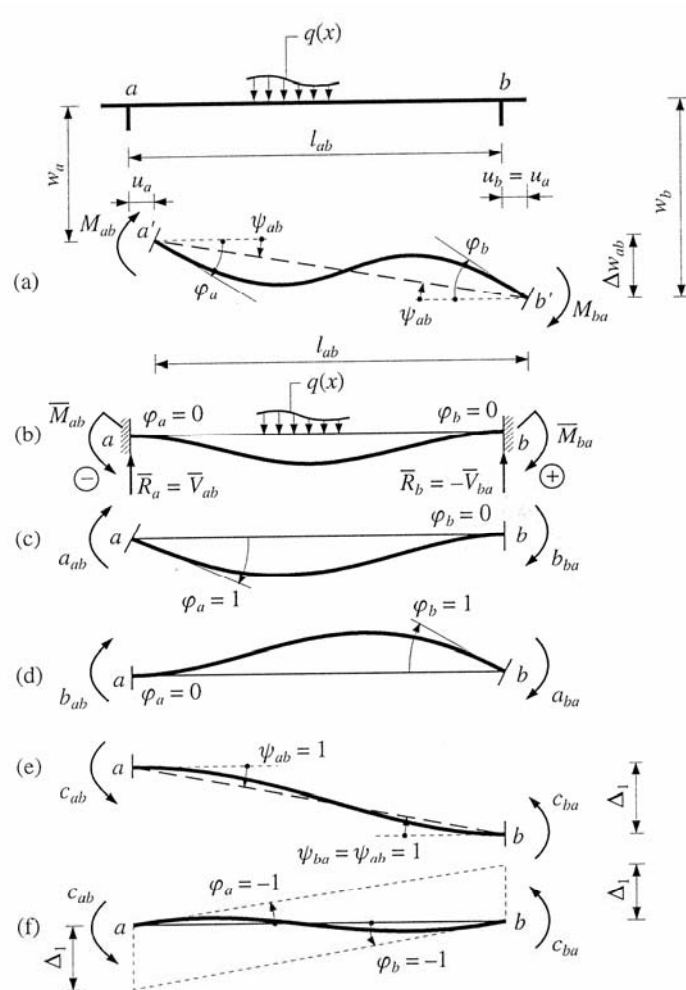 q(x)
a b
l_ab
w_a w_b
u_a u_b = u_a
M_ab a′ ψ_ab φ_b Δw_ab
(a) φ_a ψ_ab b′
M_ba
l_ab
q(x)
M̅_ab φ_a = 0 φ_b = 0 M̅_ba
(b) a b
− R̅_a = V̅_ab R̅_b = −V̅_ba +
φ_b = 0
(c) a b
a_ab b_ba
φ_a = 1 φ_b = 1
(d) a b
b_ab φ_a = 0 a_ba
(e) a ψ_ab = 1
c_ab c_ba Δ_1
b
ψ_ba = ψ_ab = 1
c_ab φ_a = −1 Δ_1
(f) a b
Δ_1 φ_b = −1 c_ba